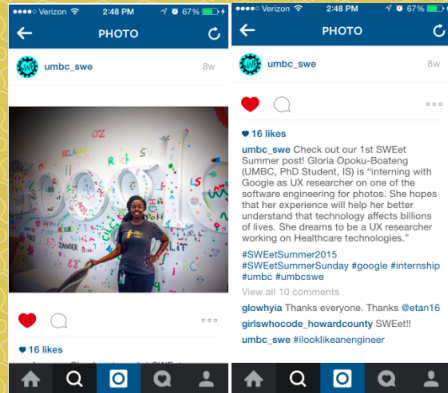 Verizon 2:48 PM 67%
PHOTO
umbc_swe 8w
16 likes
Verizon 2:48 PM 67%
PHOTO
umbc_swe 8w
16 likes
umbc_swe Check out our 1st SWEet
Summer post! Gloria Opoku-Boateng
(UMBC, PhD Student, IS) is "interning with
Google as UX researcher on one of the
software engineering for photos. She hopes
that her experience will help her better
understand that technology affects billions
of lives. She dreams to be a UX researcher
working on Healthcare technologies."
#SWEetSummer2015
#SWEetSummerSunday #google #internship
#umbc #umbcswe
View all 10 comments
glowhyia Thanks everyone. Thanks @etan16
girlswhocode_howardcounty SWEet!!
umbc_swe #ilooklikeanengineer